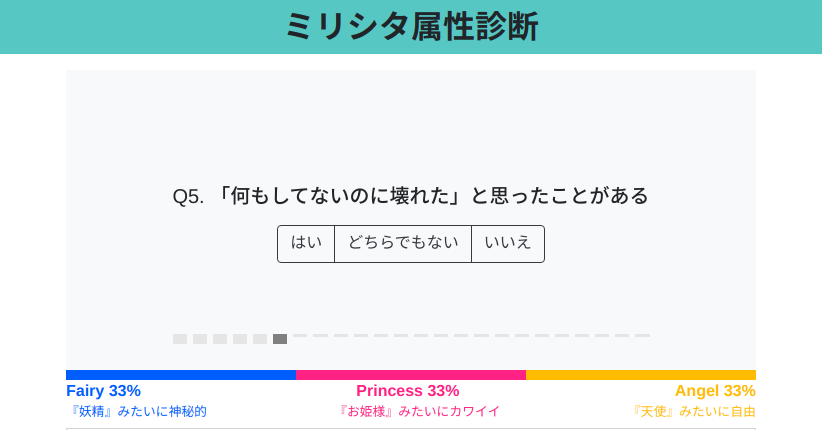 ミリシタ属性診断
Q5. 「何もしてないのに壊れた」と思ったことがある
はい どちらでもない いいえ
Fairy 33% Princess 33% Angel 33%
『妖精』みたいに神秘的 『お姫様』みたいにカワイイ 『天使』みたいに自由